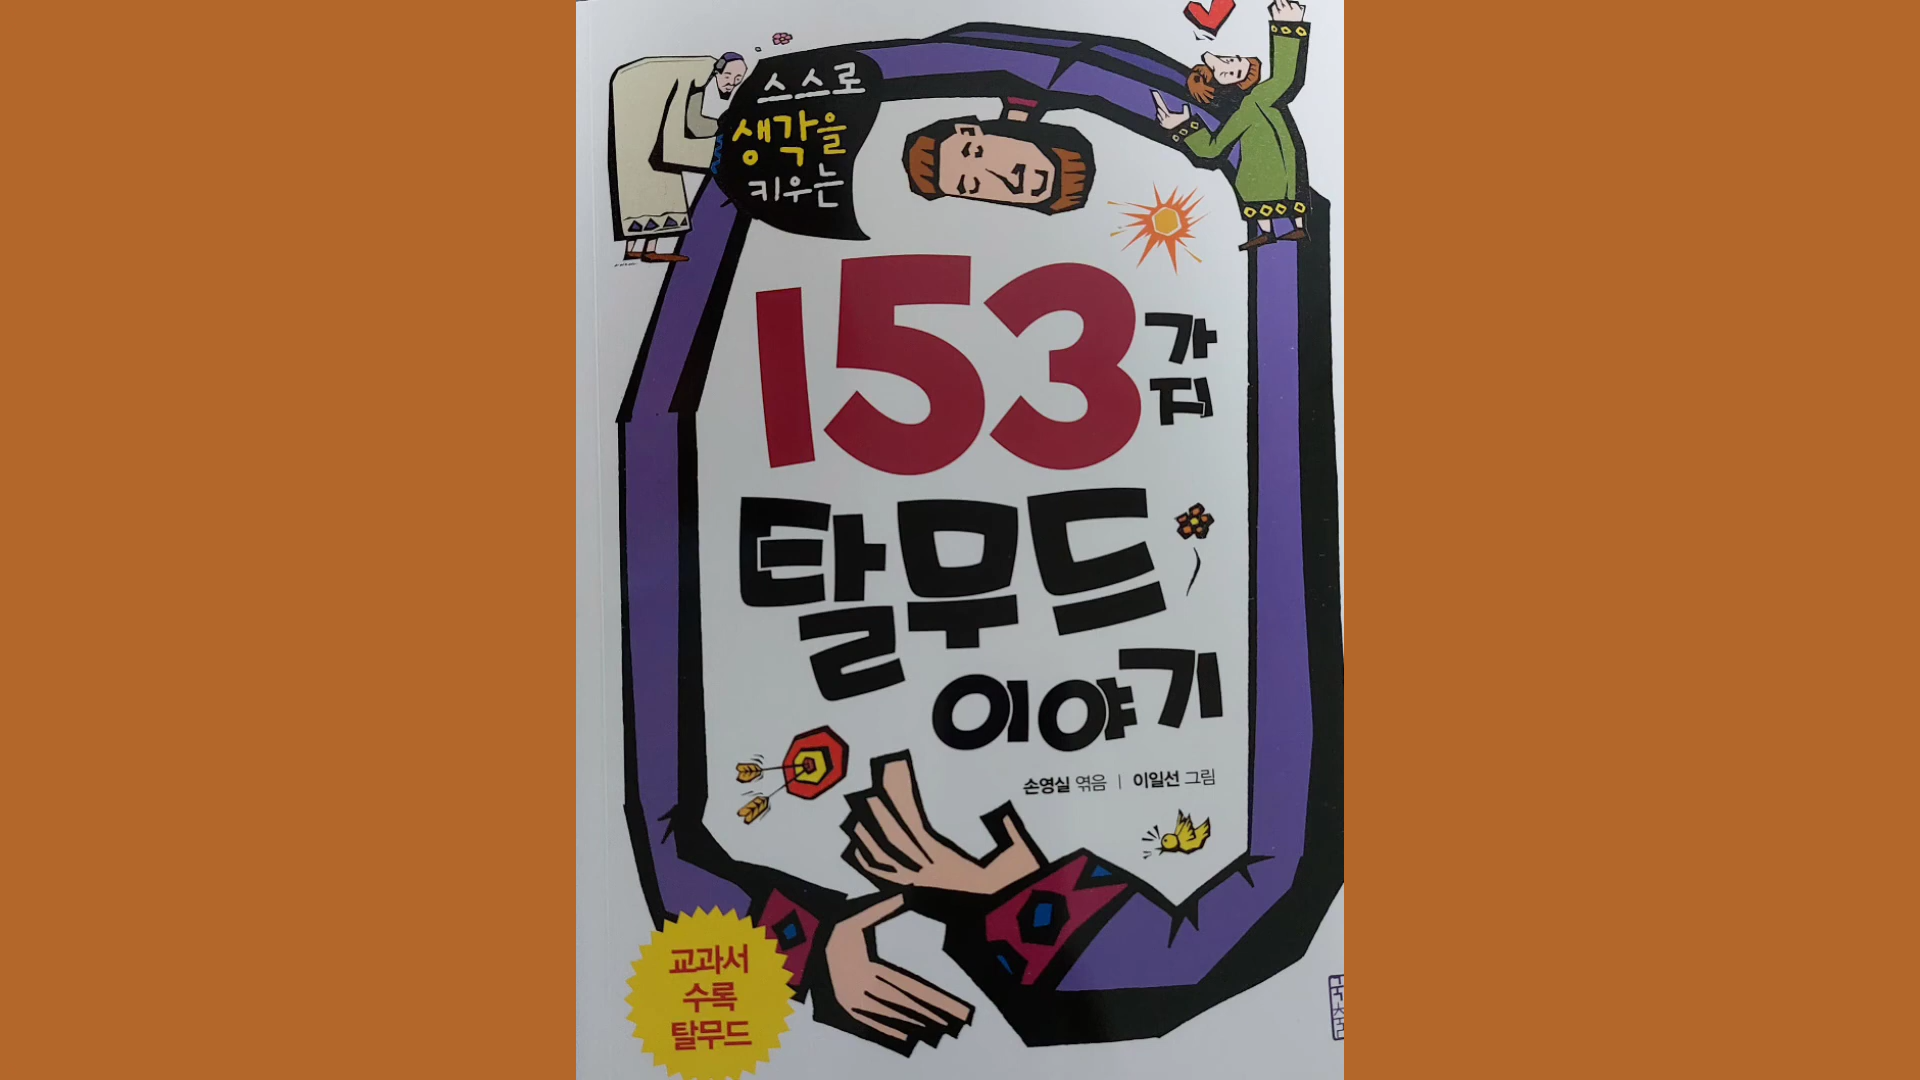 스스로
생각을
키우는
153가지
탈무드
이야기
손영실 엮음 | 이일선 그림
교과서
수록
탈무드